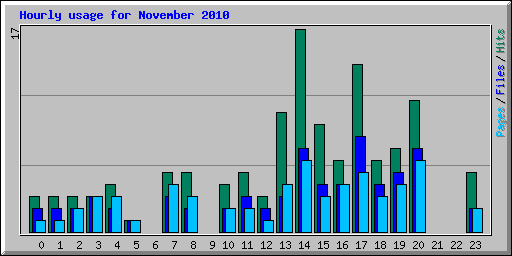 Hourly usage for November 2010
17
Pages / Files / Hits
0 1 2 3 4 5 6 7 8 9 10 11 12 13 14 15 16 17 18 19 20 21 22 23